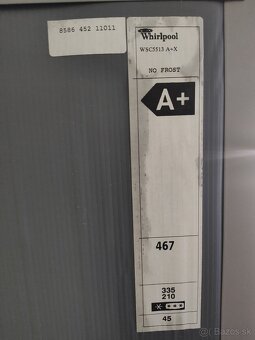 8586 452 11011
Whirlpool
WSC5513 A+X
NO FROST
A+
467
335
210
45
bazos.sk